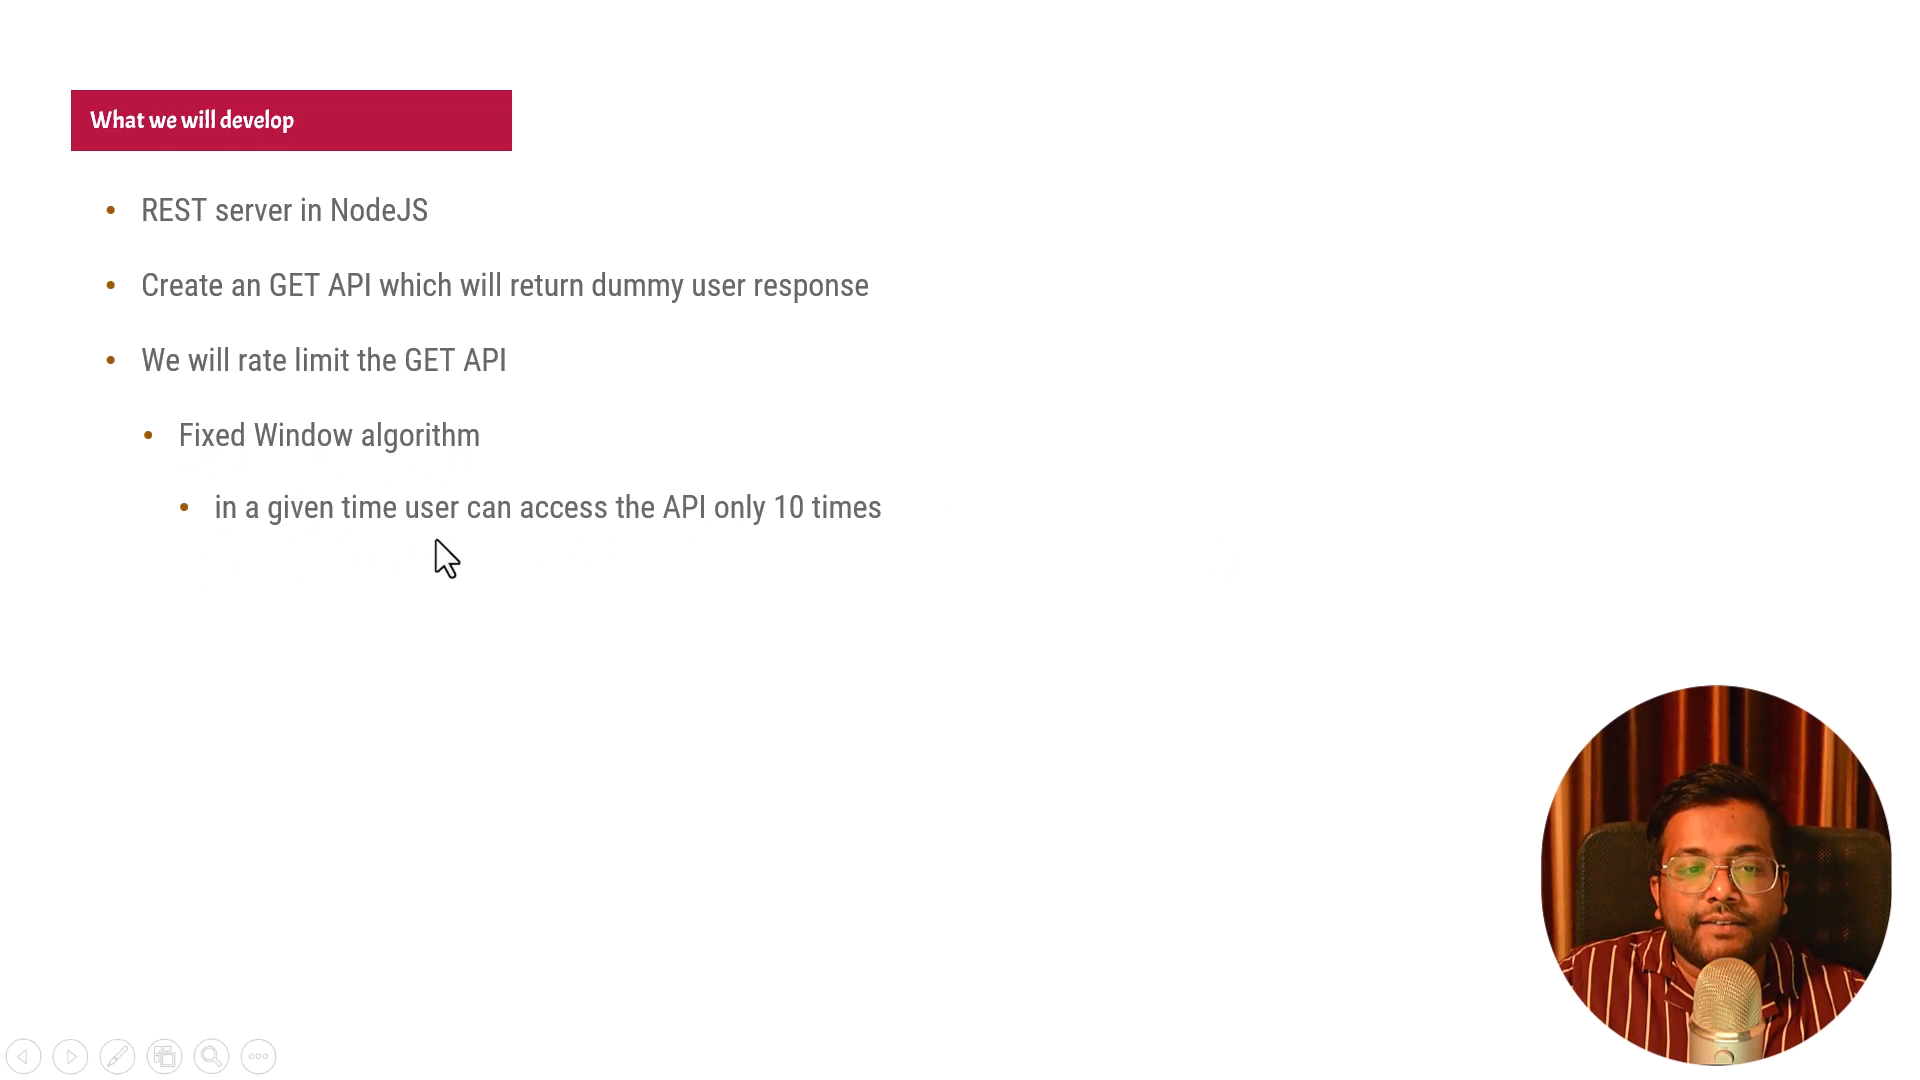 What we will develop
REST server in NodeJS
Create an GET API which will return dummy user response
We will rate limit the GET API
Fixed Window algorithm
in a given time user can access the API only 10 times